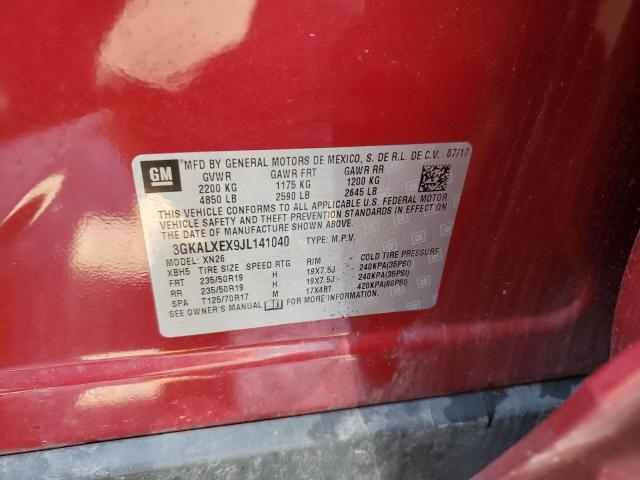 GM
MFD BY GENERAL MOTORS DE MEXICO, S. DE R.L. DE C.V. 07/17
GVWR GAWR FRT GAWR RR
2200 KG 1175 KG 1200 KG
4850 LB 2590 LB 2645 LB
THIS VEHICLE CONFORMS TO ALL APPLICABLE U.S. FEDERAL MOTOR
VEHICLE SAFETY AND THEFT PREVENTION STANDARDS IN EFFECT ON
THE DATE OF MANUFACTURE SHOWN ABOVE.
3GKALXEX9JL141040 TYPE: M.P.V.
MODEL: XN26
XBH5 TIRE SIZE SPEED RTG RIM COLD TIRE PRESSURE
FRT 235/50R19 H 19X7.5J 240KPA(35PSI)
RR 235/50R19 H 19X7.5J 240KPA(35PSI)
SPA T125/70R17 M 17X4BT 420KPA(60PSI)
SEE OWNER'S MANUAL FOR MORE INFORMATION.